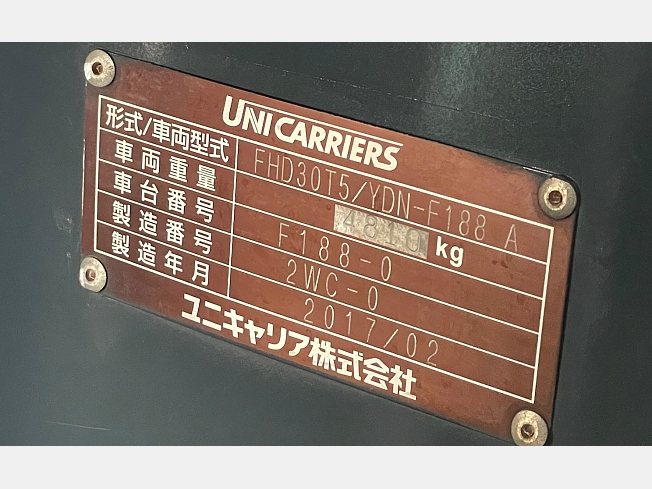 UNICARRIERS
形式/車両型式 FHD30T5/YDN-F188 A
車両重量 4810 kg
車台番号 F188-0
製造番号 2WC-0
製造年月 2017/02
ユニキャリア株式会社